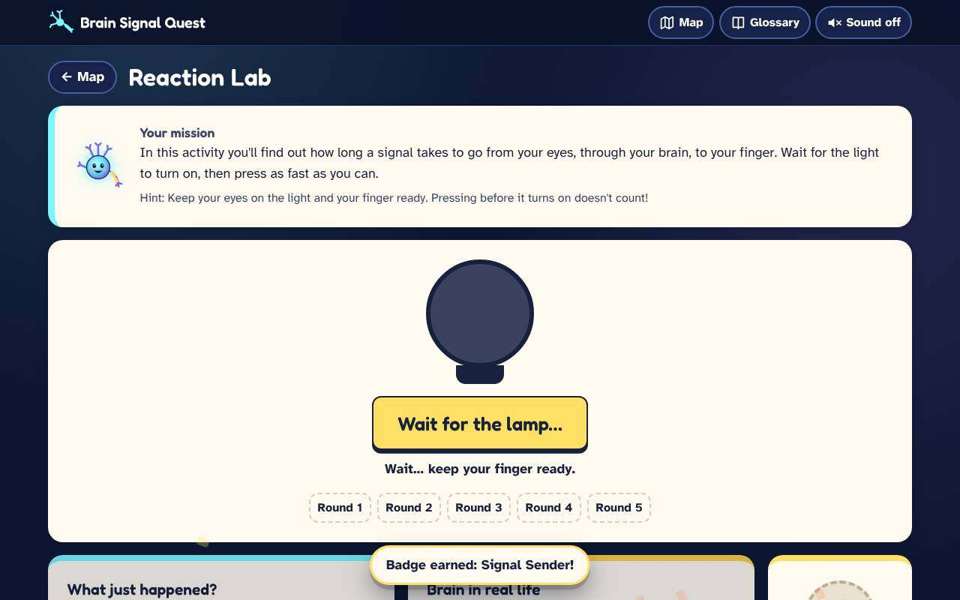 Brain Signal Quest
Map
Glossary
Sound off
← Map
Reaction Lab
Your mission
In this activity you'll find out how long a signal takes to go from your eyes, through your brain, to your finger. Wait for the light
to turn on, then press as fast as you can.
Hint: Keep your eyes on the light and your finger ready. Pressing before it turns on doesn't count!
Wait for the lamp...
Wait... keep your finger ready.
Round 1
Round 2
Round 3
Round 4
Round 5
Badge earned: Signal Sender!
What just happened?
Brain in real life